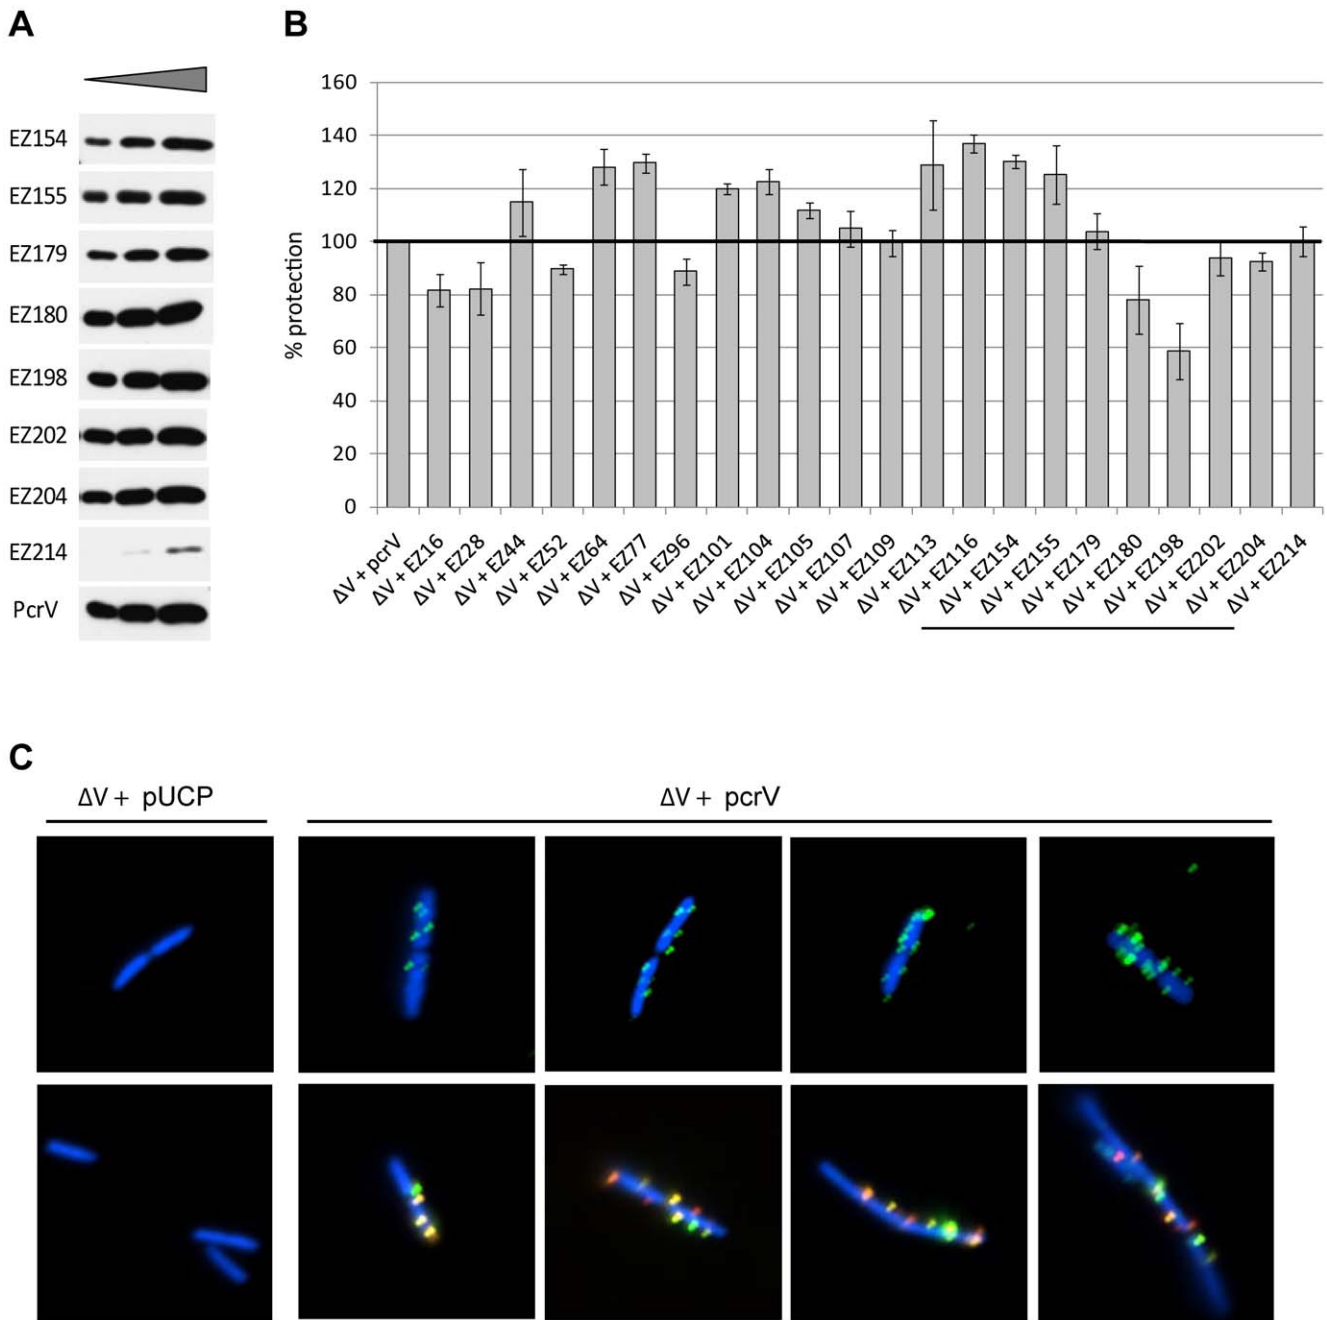 A
EZ154
EZ155
EZ179
EZ180
EZ198
EZ202
EZ204
EZ214
PcrV
B
% protection
160
140
120
100
80
60
40
20
0
ΔV + pcrV
ΔV + EZ16
ΔV + EZ28
ΔV + EZ44
ΔV + EZ52
ΔV + EZ64
ΔV + EZ77
ΔV + EZ96
ΔV + EZ101
ΔV + EZ104
ΔV + EZ105
ΔV + EZ107
ΔV + EZ109
ΔV + EZ113
ΔV + EZ116
ΔV + EZ154
ΔV + EZ155
ΔV + EZ179
ΔV + EZ180
ΔV + EZ198
ΔV + EZ202
ΔV + EZ204
ΔV + EZ214
C
ΔV + pUCP
ΔV + pcrV